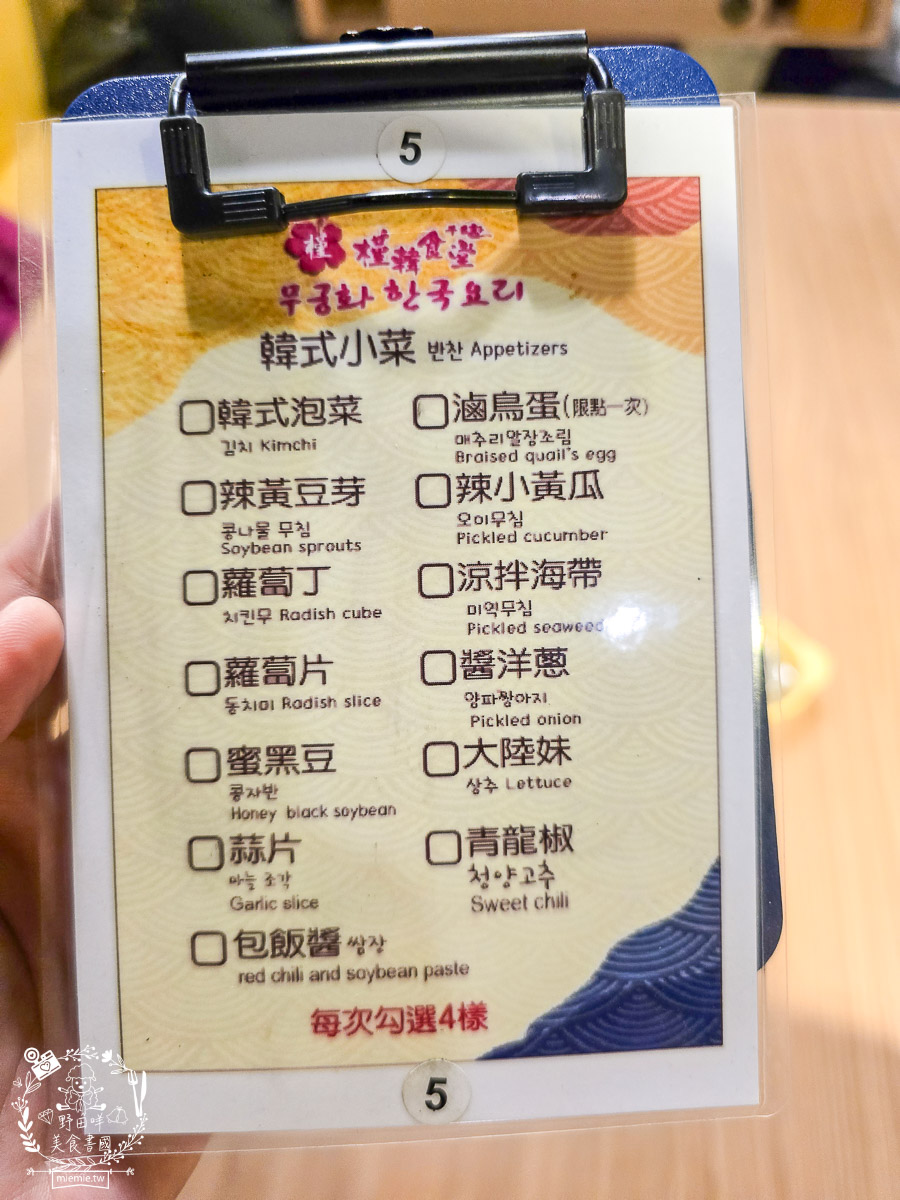 5
槿
槿韓食堂
무궁화 한국요리
韓式小菜 반찬 Appetizers
韓式泡菜
김치 Kimchi
辣黃豆芽
콩나물 무침
Soybean sprouts
蘿蔔丁
치킨무 Radish cube
蘿蔔片
동치미 Radish slice
蜜黑豆
콩자반
Honey black soybean
蒜片
마늘 조각
Garlic slice
包飯醬 쌈장
red chili and soybean paste
滷鳥蛋(限點一次)
매추리알장조림
Braised quail's egg
辣小黃瓜
오이무침
Pickled cucumber
涼拌海帶
미역무침
Pickled seaweed
醬洋蔥
양파짱아지
Pickled onion
大陸妹
상추 Lettuce
青龍椒
청양고추
Sweet chili
每次勾選4樣
5
野田咩
美食書國
miemie.tw